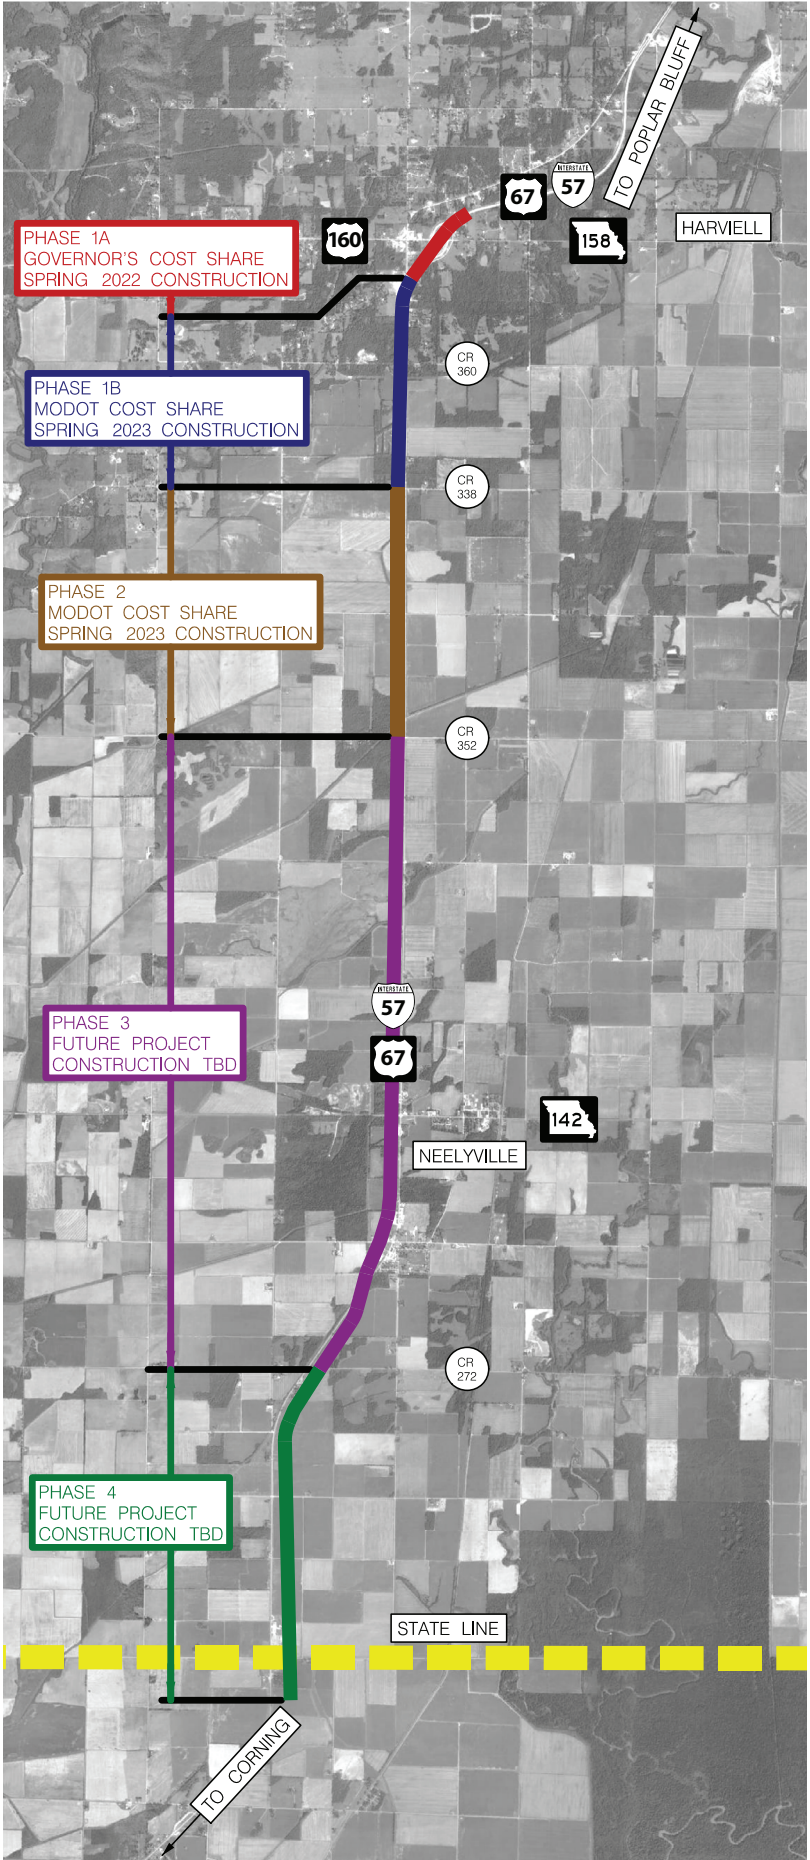 TO POPLAR BLUFF
INTERSTATE
57
67
158
HARVIELL
160
PHASE 1A
GOVERNOR'S COST SHARE
SPRING 2022 CONSTRUCTION
CR
360
PHASE 1B
MODOT COST SHARE
SPRING 2023 CONSTRUCTION
CR
338
PHASE 2
MODOT COST SHARE
SPRING 2023 CONSTRUCTION
CR
352
INTERSTATE
57
PHASE 3
FUTURE PROJECT
CONSTRUCTION TBD
67
142
NEELYVILLE
CR
272
PHASE 4
FUTURE PROJECT
CONSTRUCTION TBD
STATE LINE
TO CORNING